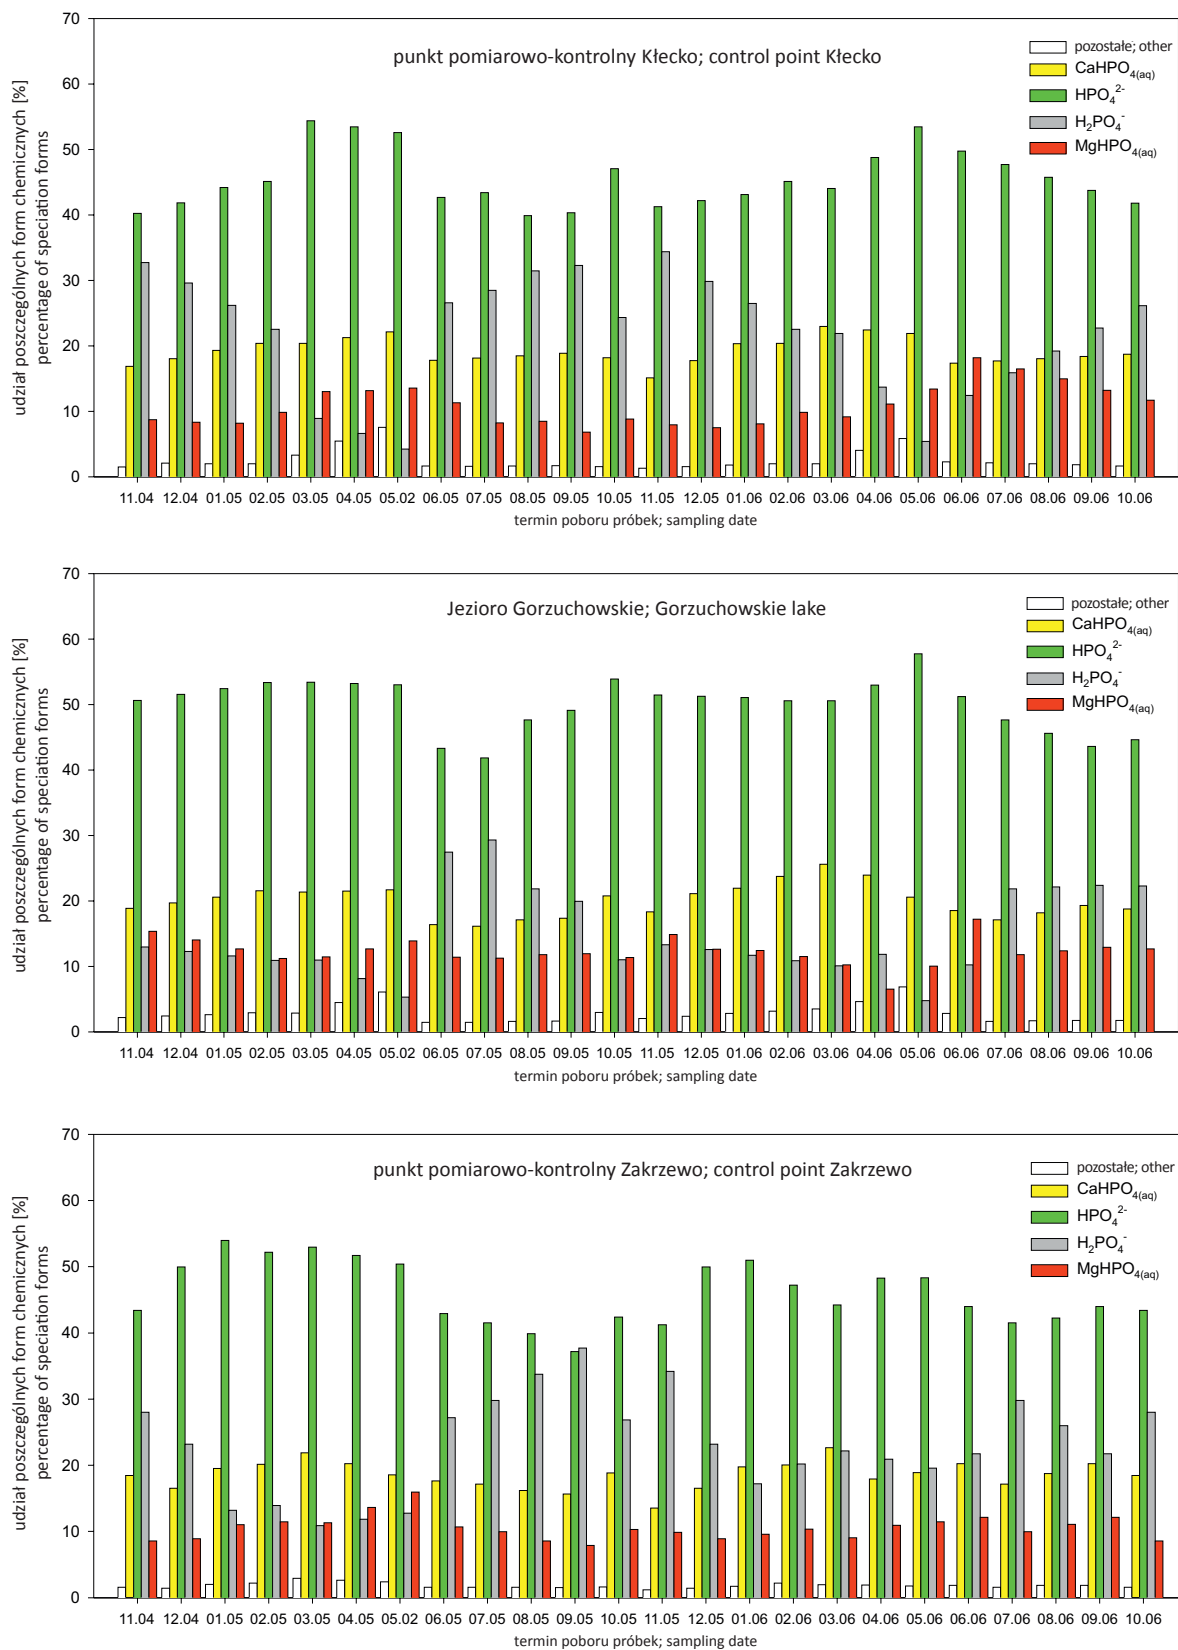 punkt pomiarowo-kontrolny Kłecko; control point Kłecko
udział poszczególnych form chemicznych [%]
percentage of speciation forms
70
60
50
40
30
20
10
0
pozostałe; other
CaHPO4(aq)
HPO4^2-
H2PO4^-
MgHPO4(aq)
11.04 12.04 01.05 02.05 03.05 04.05 05.02 06.05 07.05 08.05 09.05 10.05 11.05 12.05 01.06 02.06 03.06 04.06 05.06 06.06 07.06 08.06 09.06 10.06
termin poboru próbek; sampling date
Jezioro Gorzuchowskie; Gorzuchowskie lake
udział poszczególnych form chemicznych [%]
percentage of speciation forms
70
60
50
40
30
20
10
0
pozostałe; other
CaHPO4(aq)
HPO4^2-
H2PO4^-
MgHPO4(aq)
11.04 12.04 01.05 02.05 03.05 04.05 05.02 06.05 07.05 08.05 09.05 10.05 11.05 12.05 01.06 02.06 03.06 04.06 05.06 06.06 07.06 08.06 09.06 10.06
termin poboru próbek; sampling date
punkt pomiarowo-kontrolny Zakrzewo; control point Zakrzewo
udział poszczególnych form chemicznych [%]
percentage of speciation forms
70
60
50
40
30
20
10
0
pozostałe; other
CaHPO4(aq)
HPO4^2-
H2PO4^-
MgHPO4(aq)
11.04 12.04 01.05 02.05 03.05 04.05 05.02 06.05 07.05 08.05 09.05 10.05 11.05 12.05 01.06 02.06 03.06 04.06 05.06 06.06 07.06 08.06 09.06 10.06
termin poboru próbek; sampling date